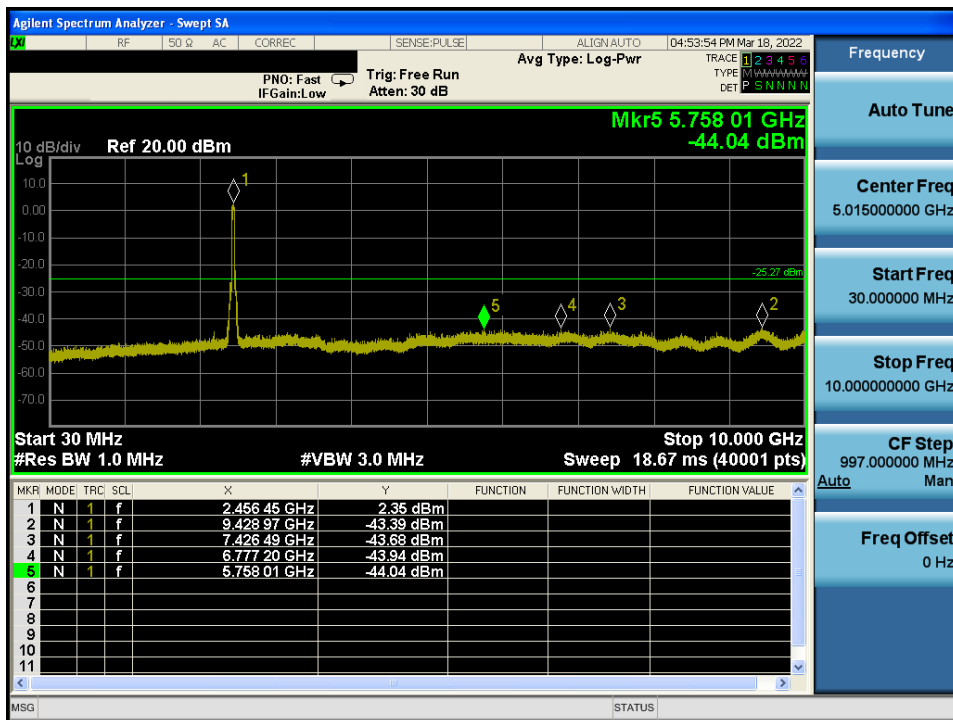 Agilent Spectrum Analyzer - Swept SA
LXI RF 50 Ω AC CORREC SENSE:PULSE ALIGN AUTO 04:53:54 PM Mar 18, 2022
Avg Type: Log-Pwr TRACE 1 2 3 4 5 6
PNO: Fast Trig: Free Run TYPE M W W W W W
IFGain:Low Atten: 30 dB DET P S N N N N
Mkr5 5.758 01 GHz
-44.04 dBm
10 dB/div Ref 20.00 dBm
Log
10.0
0.00
-10.0
-20.0
-30.0
-40.0
-50.0
-60.0
-70.0
1
-25.27 dBm
5 4 3 2
Start 30 MHz Stop 10.000 GHz
#Res BW 1.0 MHz #VBW 3.0 MHz Sweep 18.67 ms (40001 pts)
MKR MODE TRC SCL X Y FUNCTION FUNCTION WIDTH FUNCTION VALUE
1 N 1 f 2.456 45 GHz 2.35 dBm
2 N 1 f 9.428 97 GHz -43.39 dBm
3 N 1 f 7.426 49 GHz -43.68 dBm
4 N 1 f 6.777 20 GHz -43.94 dBm
5 N 1 f 5.758 01 GHz -44.04 dBm
6
7
8
9
10
11
MSG STATUS
Frequency
Auto Tune
Center Freq
5.015000000 GHz
Start Freq
30.000000 MHz
Stop Freq
10.000000000 GHz
CF Step
997.000000 MHz
Auto Man
Freq Offset
0 Hz